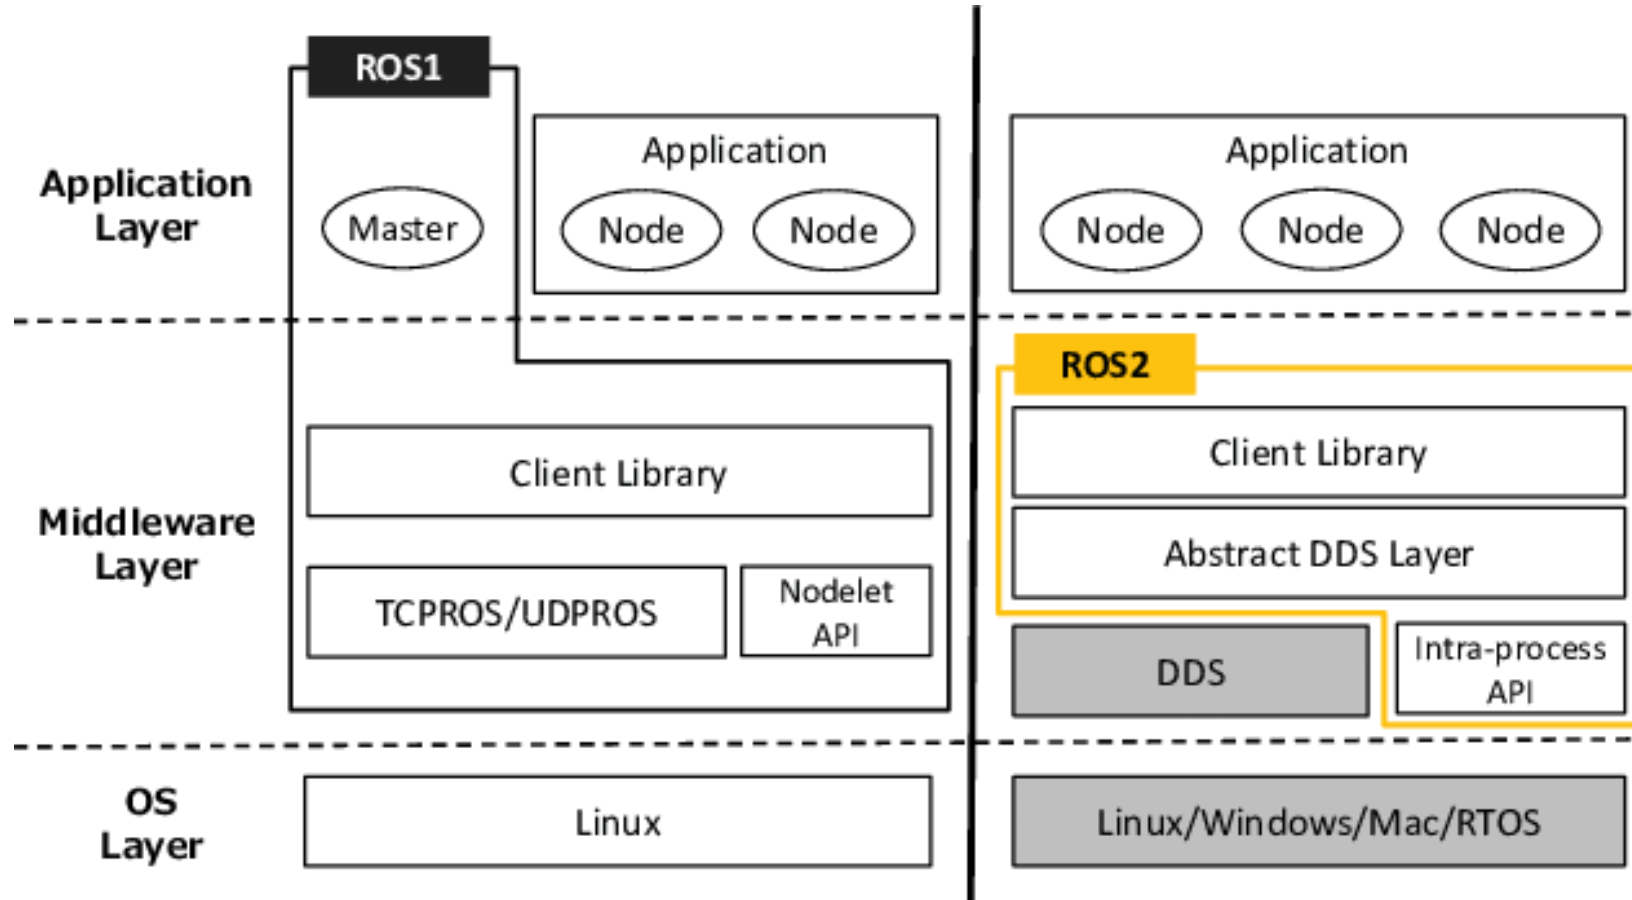 ROS1
Application
Layer
Master
Application
Node
Node
Application
Node
Node
Node
Middleware
Layer
Client Library
TCPROS/UDPROS
Nodelet
API
ROS2
Client Library
Abstract DDS Layer
DDS
Intra-process
API
OS
Layer
Linux
Linux/Windows/Mac/RTOS